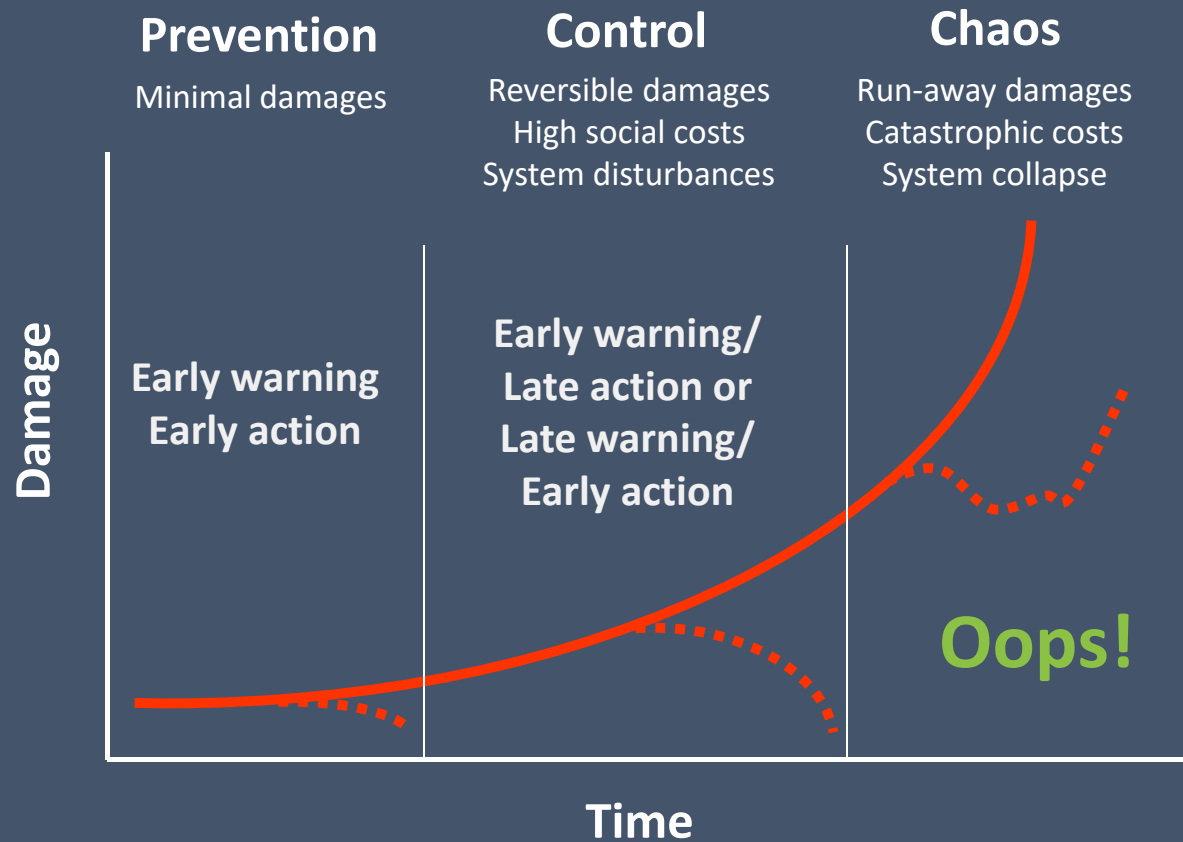 Prevention
Minimal damages
Control
Reversible damages
High social costs
System disturbances
Chaos
Run-away damages
Catastrophic costs
System collapse
Damage
Early warning
Early action
Early warning/
Late action or
Late warning/
Early action
Oops!
Time